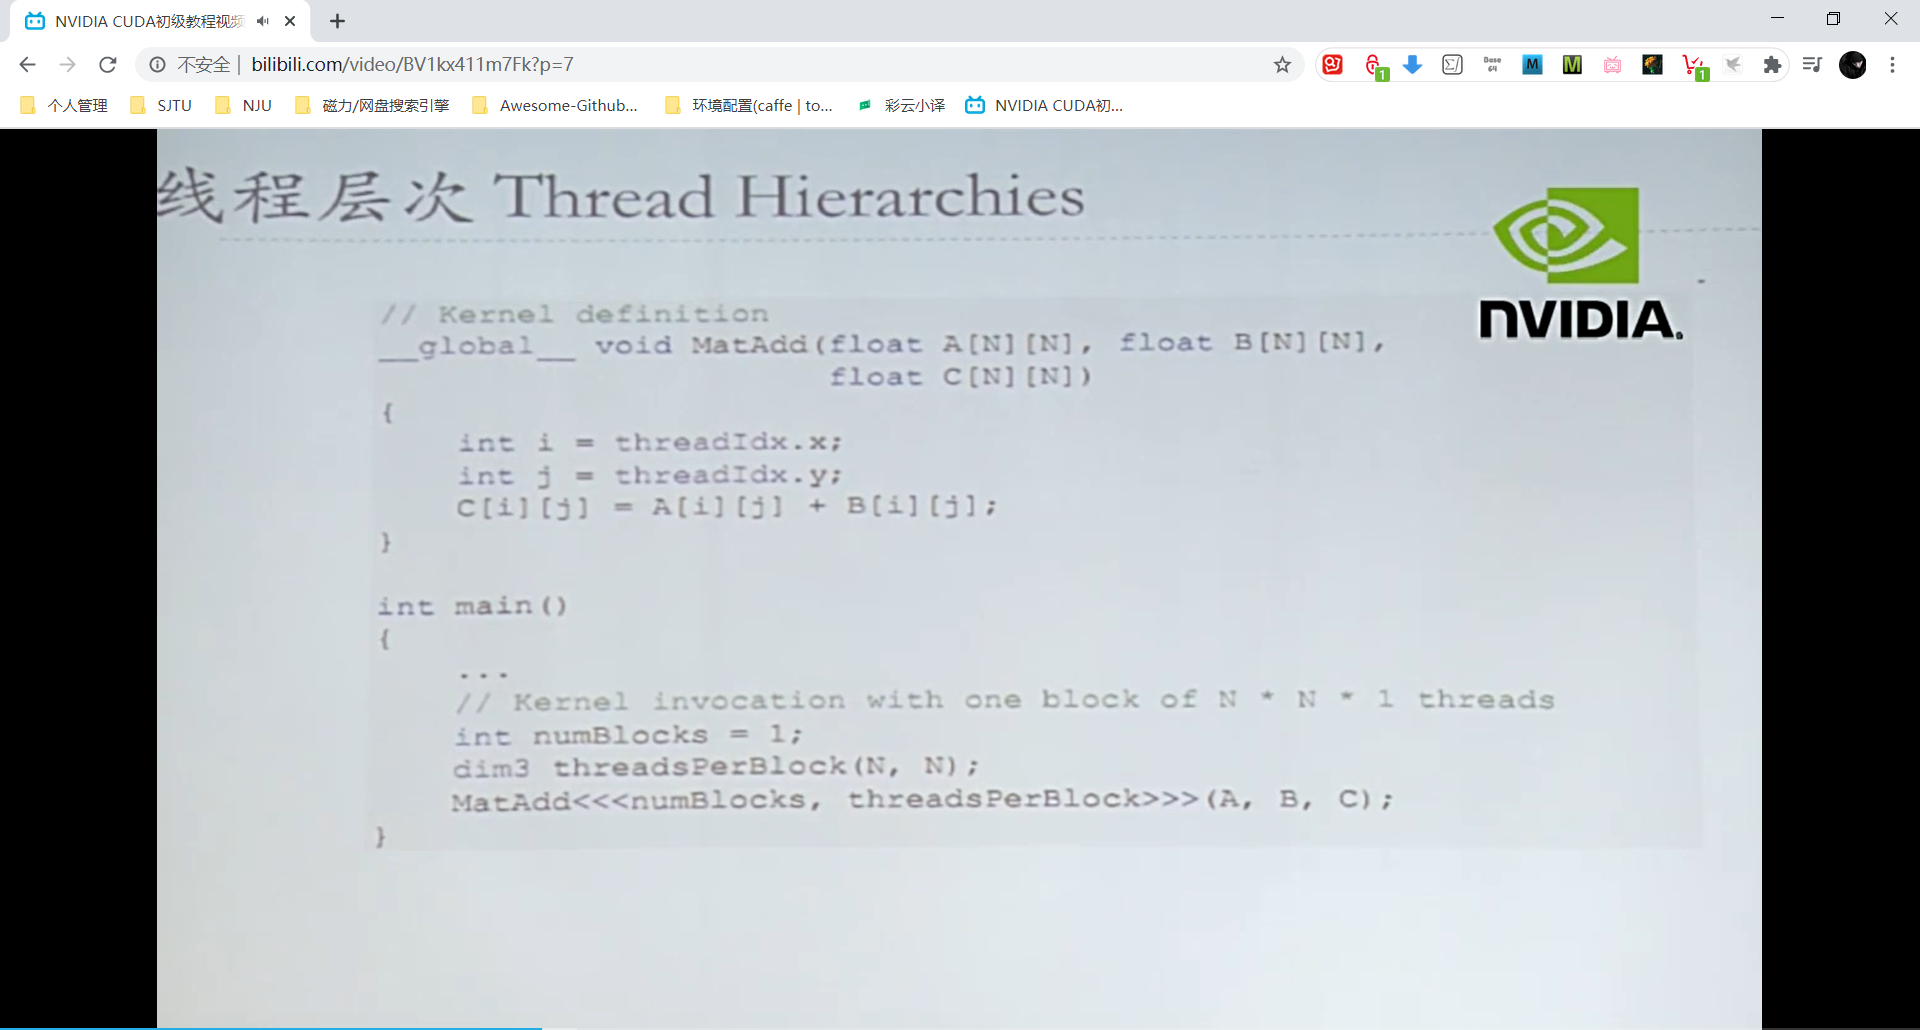 NVIDIA CUDA初级教程视频
不安全 | bilibili.com/video/BV1kx411m7Fk?p=7
1
Base 64
M
M
1
个人管理
SJTU
NJU
磁力/网盘搜索引擎
Awesome-Github...
环境配置(caffe | to...
彩云小译
NVIDIA CUDA初...
线程层次 Thread Hierarchies
NVIDIA.
// Kernel definition
__global__ void MatAdd(float A[N][N], float B[N][N],
float C[N][N])
{
int i = threadIdx.x;
int j = threadIdx.y;
C[i][j] = A[i][j] + B[i][j];
}
int main()
{
...
// Kernel invocation with one block of N * N * 1 threads
int numBlocks = 1;
dim3 threadsPerBlock(N, N);
MatAdd<<<numBlocks, threadsPerBlock>>>(A, B, C);
}